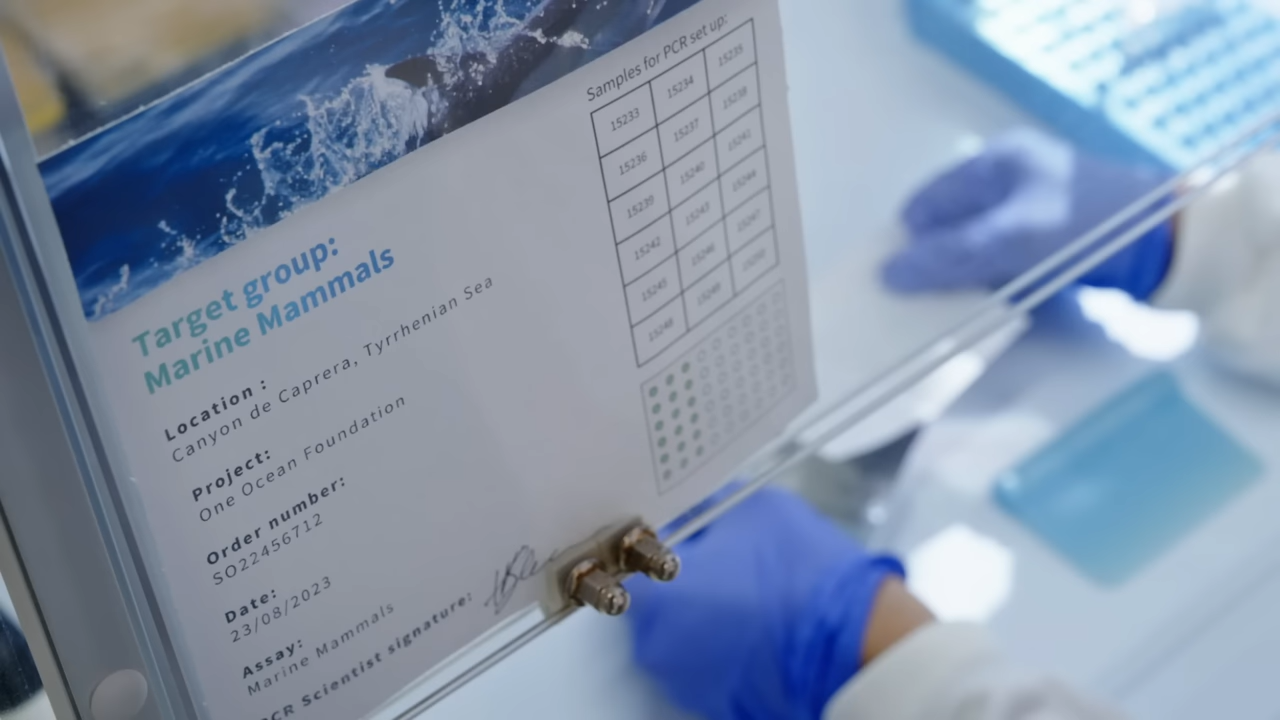 Target group:
Marine Mammals
Location :
Canyon de Caprera, Tyrrhenian Sea
Project:
One Ocean Foundation
Order number:
SO22456712
Date:
23/08/2023
Assay:
Marine Mammals
PCR Scientist signature:
Samples for PCR set up:
15233 15234 15235
15236 15237 15238
15239 15240 15241
15242 15243 15244
15245 15246 15247
15248 15249 15250